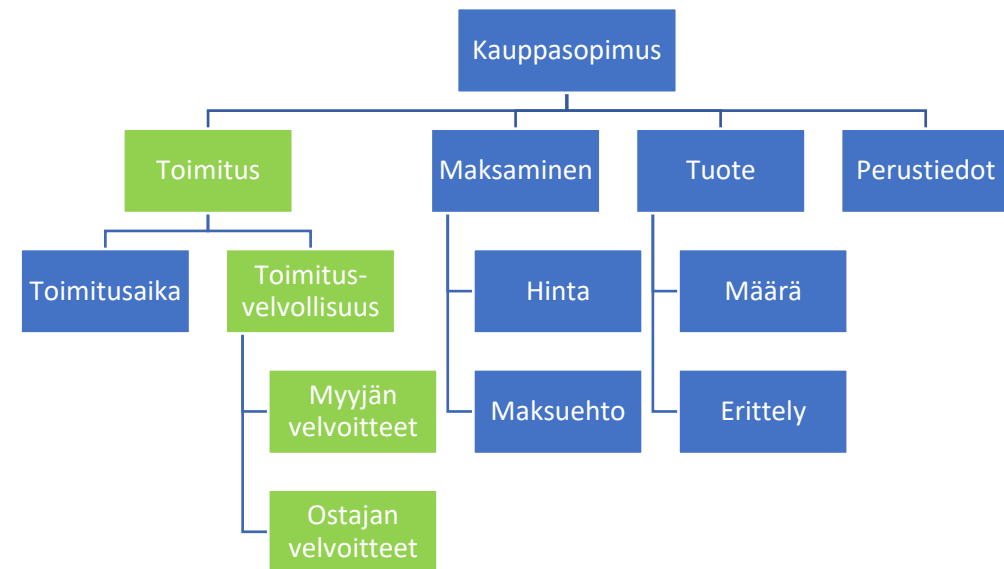 Kauppasopimus
Toimitus
Maksaminen
Tuote
Perustiedot
Toimitusaika
Toimitus-
velvollisuus
Hinta
Määrä
Myyjän
velvoitteet
Maksuehto
Erittely
Ostajan
velvoitteet